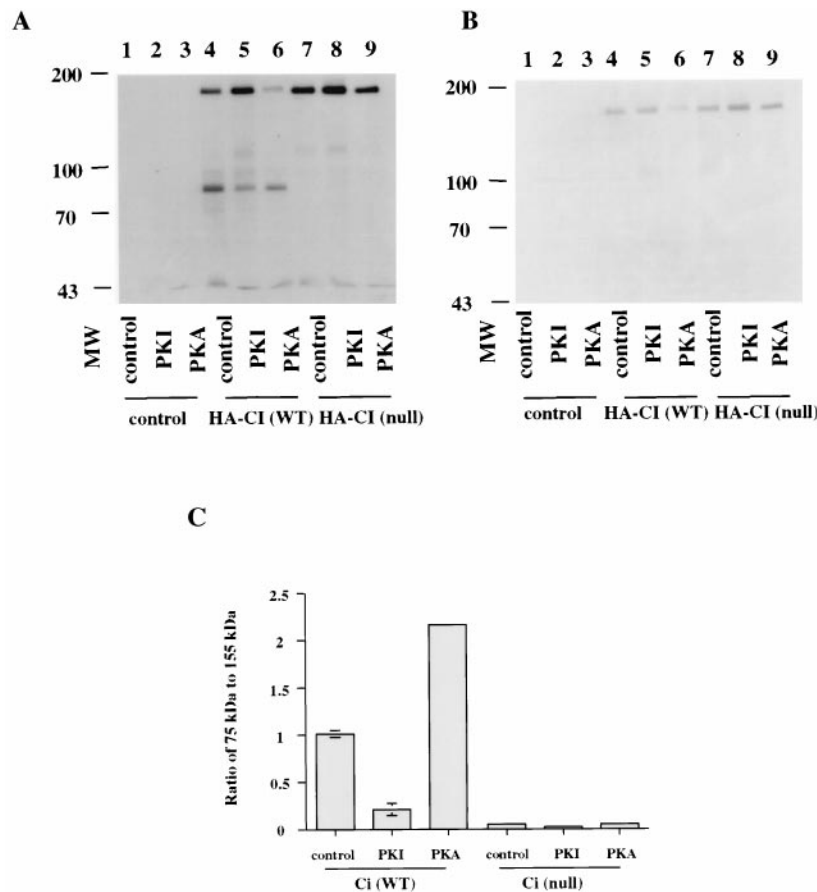 A
1 2 3 4 5 6 7 8 9
200
100
70
43
MW
control PKI PKA control PKI PKA control PKI PKA
control HA-CI (WT) HA-CI (null)
B
1 2 3 4 5 6 7 8 9
200
100
70
43
MW
control PKI PKA control PKI PKA control PKI PKA
control HA-CI (WT) HA-CI (null)
C
Ratio of 75 kDa to 155 kDa
2.5
2
1.5
1
0.5
0
control PKI PKA control PKI PKA
Ci (WT) Ci (null)